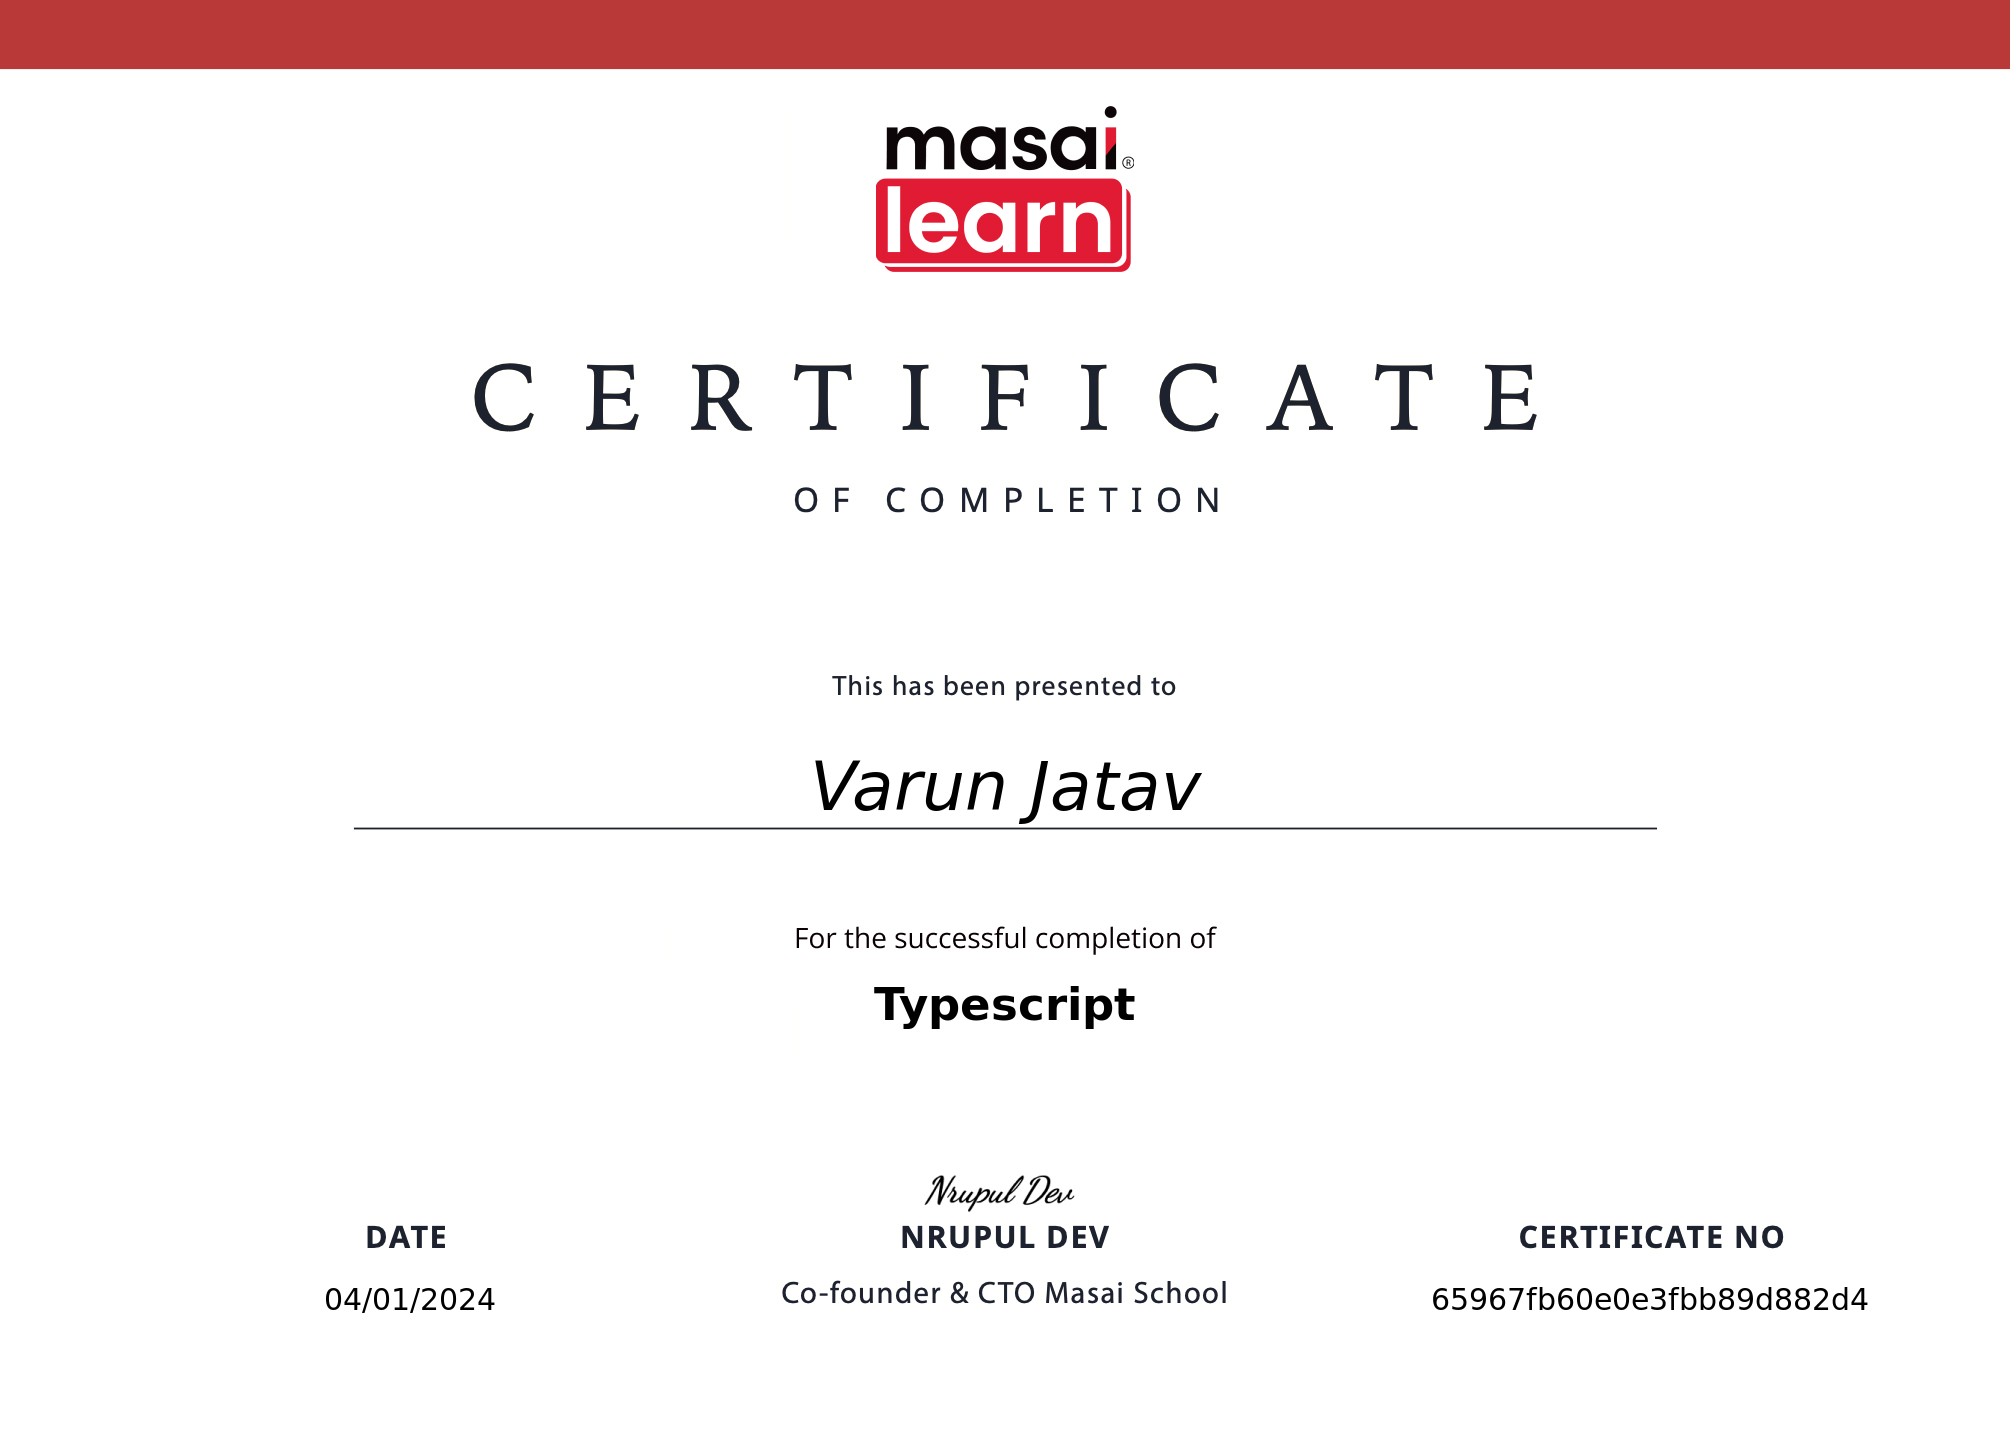 masai®
learn
CERTIFICATE
OF COMPLETION
This has been presented to
Varun Jatav
For the successful completion of
Typescript
Nrupul Dev
DATE
NRUPUL DEV
CERTIFICATE NO
04/01/2024
Co-founder & CTO Masai School
65967fb60e0e3fbb89d882d4